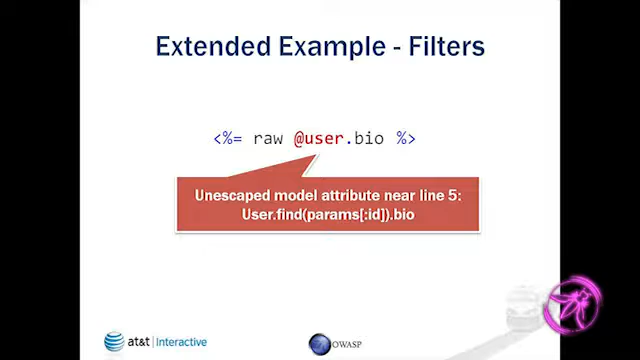 Extended Example - Filters
<%= raw @user.bio %>
Unescaped model attribute near line 5:
User.find(params[:id]).bio
at&t | Interactive
OWASP